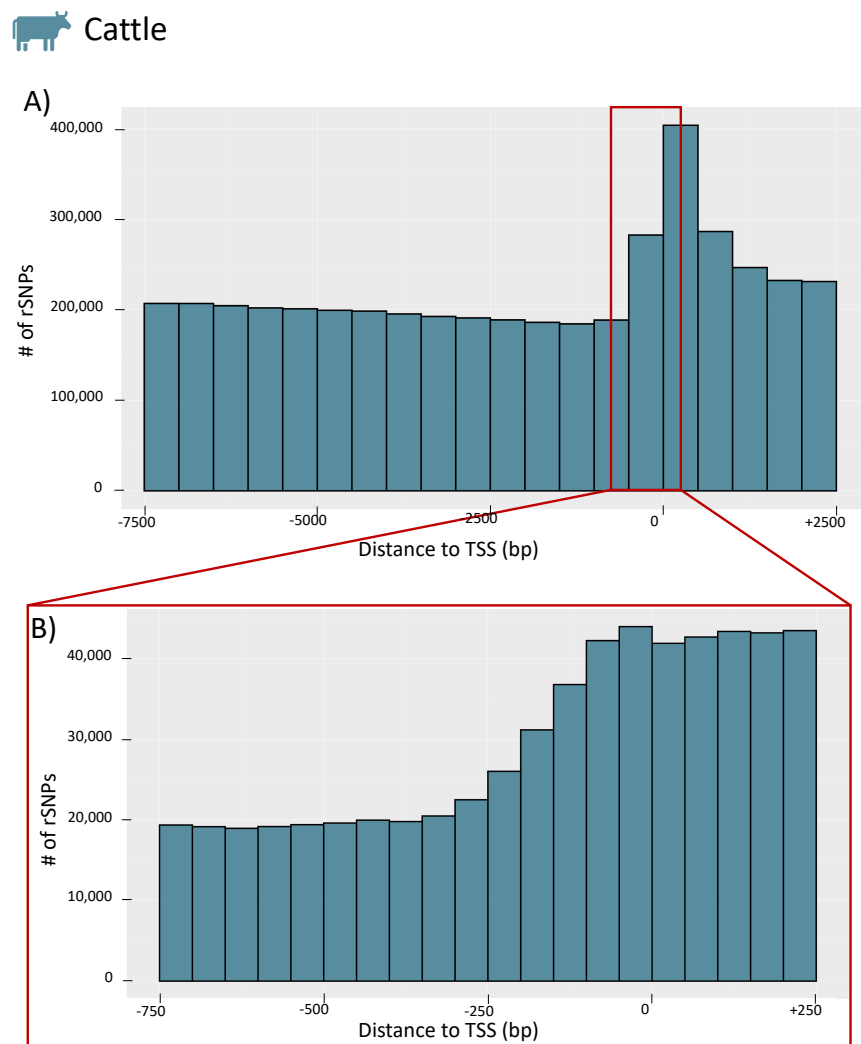 Cattle
A)
400,000
300,000
200,000
100,000
0
# of rSNPs
-7500
-5000
-2500
0
+2500
Distance to TSS (bp)
B)
40,000
30,000
20,000
10,000
0
# of rSNPs
-750
-500
-250
0
+250
Distance to TSS (bp)